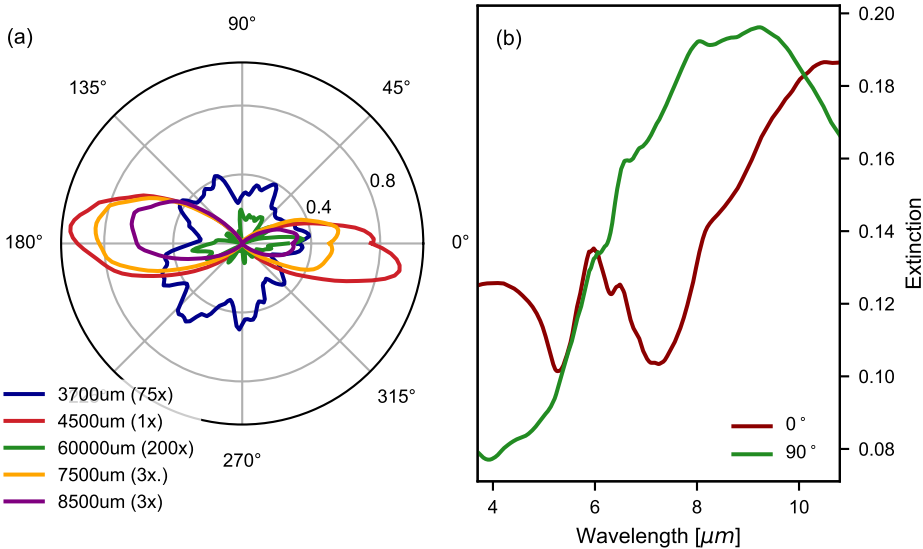 (a)
90°
135°
45°
0.8
0.4
180°
0°
315°
270°
3700um (75x)
4500um (1x)
60000um (200x)
7500um (3x.)
8500um (3x)
(b)
0.20
0.18
0.16
0.14
0.12
0.10
0.08
Extinction
0°
90°
4
6
8
10
Wavelength [μm]